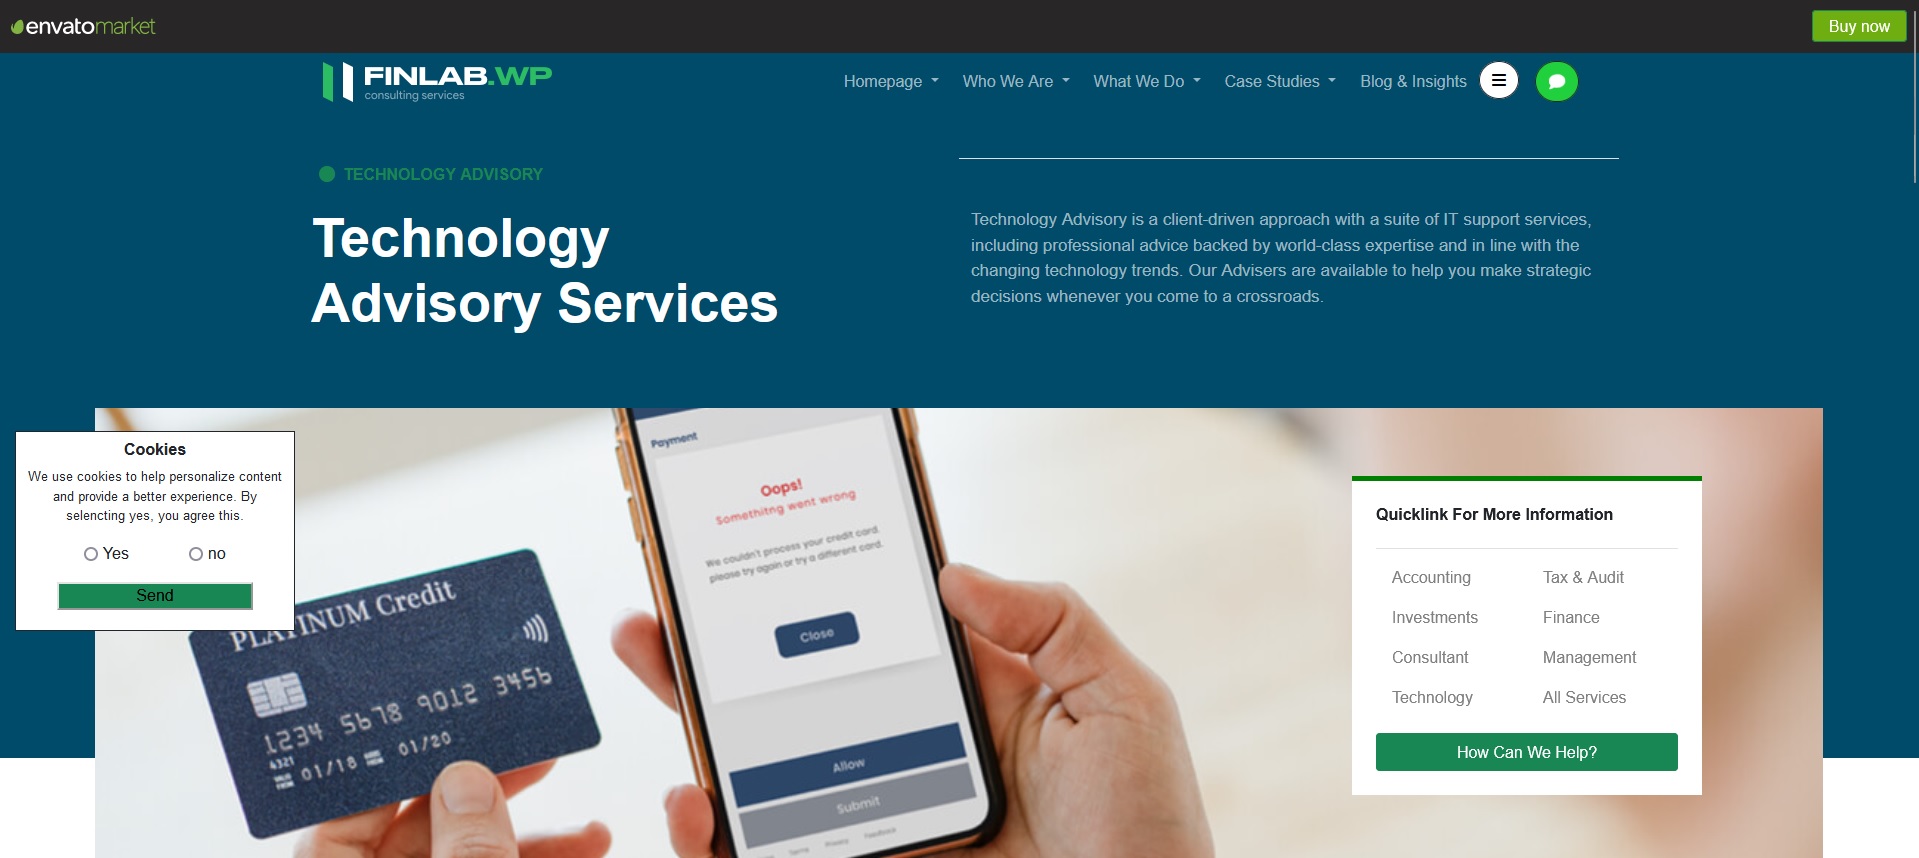 envatomarket
Buy now
FINLAB.WP
consulting services
Homepage
Who We Are
What We Do
Case Studies
Blog & Insights
TECHNOLOGY ADVISORY
Technology
Advisory Services
Technology Advisory is a client-driven approach with a suite of IT support services,
including professional advice backed by world-class expertise and in line with the
changing technology trends. Our Advisers are available to help you make strategic
decisions whenever you come to a crossroads.
Cookies
We use cookies to help personalize content
and provide a better experience. By
selencting yes, you agree this.
Yes
no
Send
PLATINUM Credit
1234 5678 9012 3456
4321
01/18
01/20
Payment
Oops!
Somethitng went wrong
We couldn't process your credit card.
please try again or try a different card.
Close
Allow
Submit
Terms
Privacy
Feedback
Quicklink For More Information
Accounting
Tax & Audit
Investments
Finance
Consultant
Management
Technology
All Services
How Can We Help?